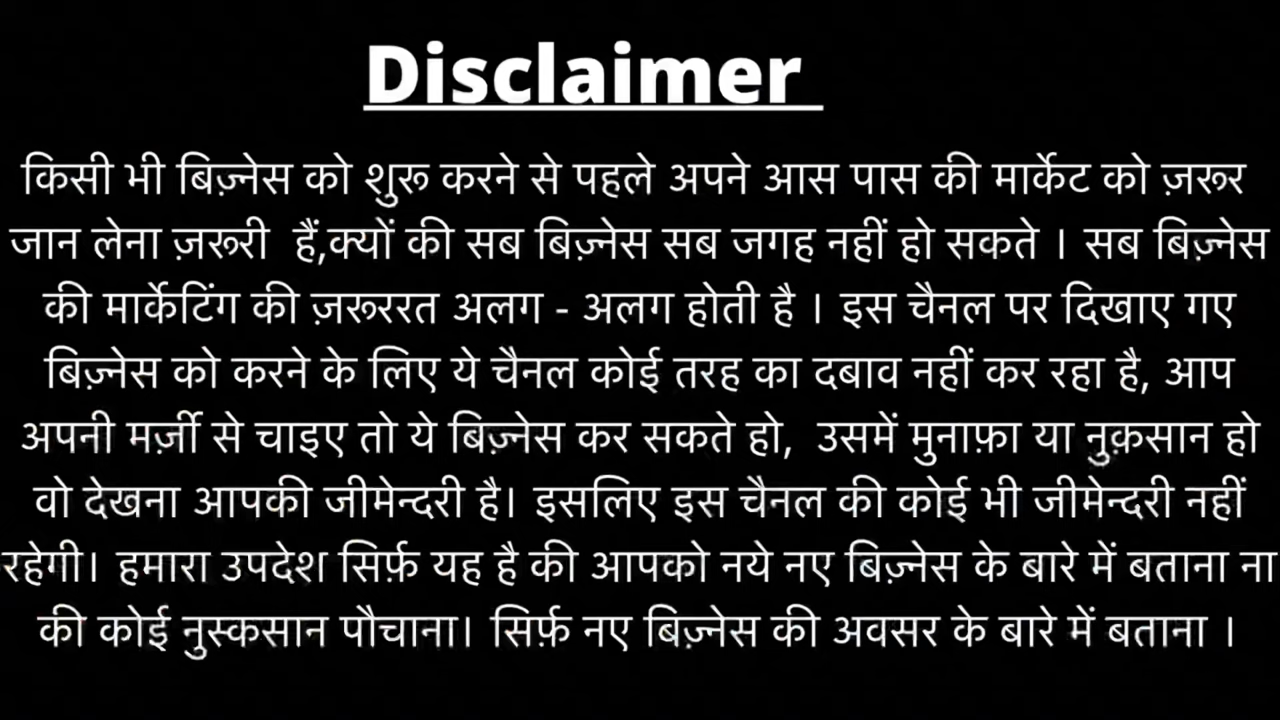 Disclaimer
किसी भी बिज़्नेस को शुरू करने से पहले अपने आस पास की मार्केट को ज़रूर
जान लेना ज़रूरी हैं,क्यों की सब बिज़्नेस सब जगह नहीं हो सकते । सब बिज़्नेस
की मार्केटिंग की ज़रूररत अलग - अलग होती है । इस चैनल पर दिखाए गए
बिज़्नेस को करने के लिए ये चैनल कोई तरह का दबाव नहीं कर रहा है, आप
अपनी मर्ज़ी से चाइए तो ये बिज़्नेस कर सकते हो, उसमें मुनाफ़ा या नुक़सान हो
वो देखना आपकी जीमेन्दरी है। इसलिए इस चैनल की कोई भी जीमेन्दरी नहीं
रहेगी। हमारा उपदेश सिर्फ़ यह है की आपको नये नए बिज़्नेस के बारे में बताना ना
की कोई नुस्कसान पौचाना। सिर्फ़ नए बिज़्नेस की अवसर के बारे में बताना ।